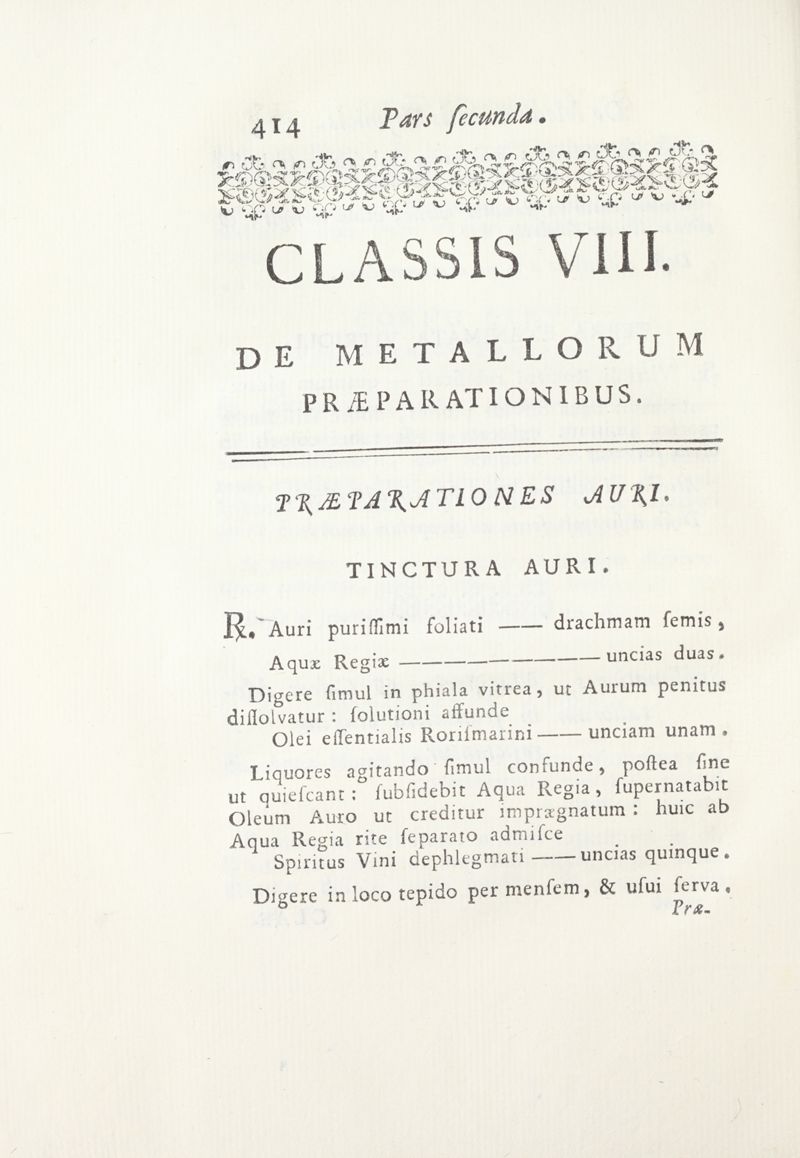 414 Pars ſecunda.
CLASSIS VIII.
DE METALLORUM
PRÆPARATIONIBUS.
PRÆPARATIONES AURI.
TINCTURA AURI.
℞. Auri puriſſimi foliati —— drachmam ſemis,
Aquæ Regiæ —————————— uncias duas.
Digere ſimul in phiala vitrea, ut Aurum penitus
diſſolvatur : ſolutioni affunde
Olei eſſentialis Roriſmarini —— unciam unam.
Liquores agitando ſimul confunde, poſtea ſine
ut quieſcant : ſubſidebit Aqua Regia, ſupernatabit
Oleum Auro ut creditur imprægnatum : huic ab
Aqua Regia rite ſeparato admiſce
Spiritus Vini dephlegmati —— uncias quinque.
Digere in loco tepido per menſem, & uſui ſerva.
Præ-